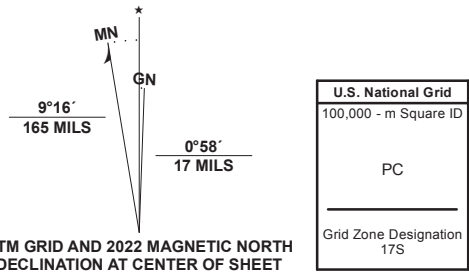 ★
MN
GN
9°16´
165 MILS
0°58´
17 MILS
TM GRID AND 2022 MAGNETIC NORTH
DECLINATION AT CENTER OF SHEET
U.S. National Grid
100,000 - m Square ID
PC
Grid Zone Designation
17S